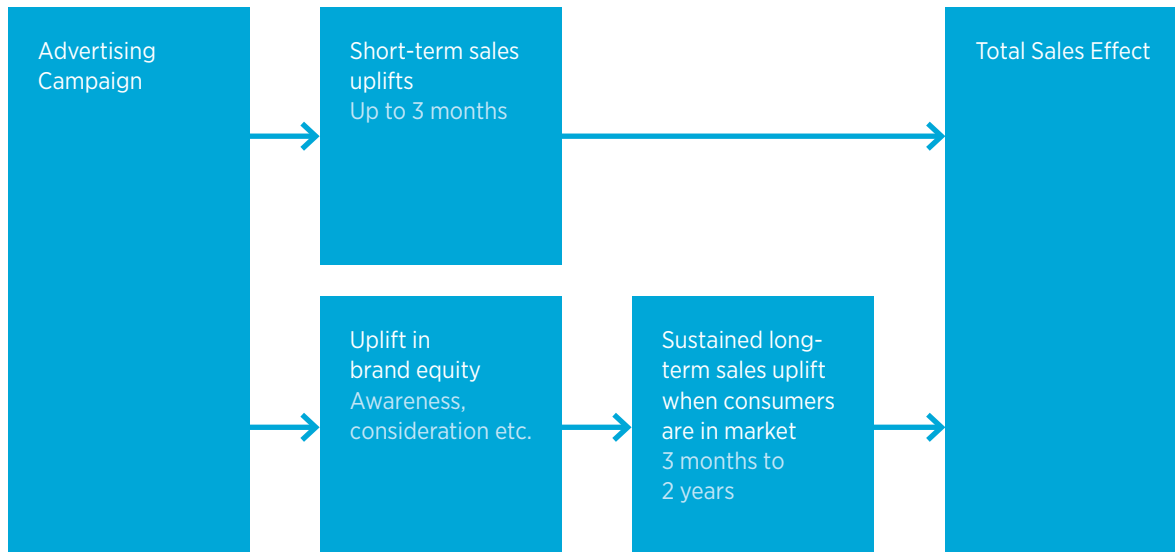 Advertising
Campaign
Short-term sales
uplifts
Up to 3 months
Total Sales Effect
Uplift in
brand equity
Awareness,
consideration etc.
Sustained long-
term sales uplift
when consumers
are in market
3 months to
2 years